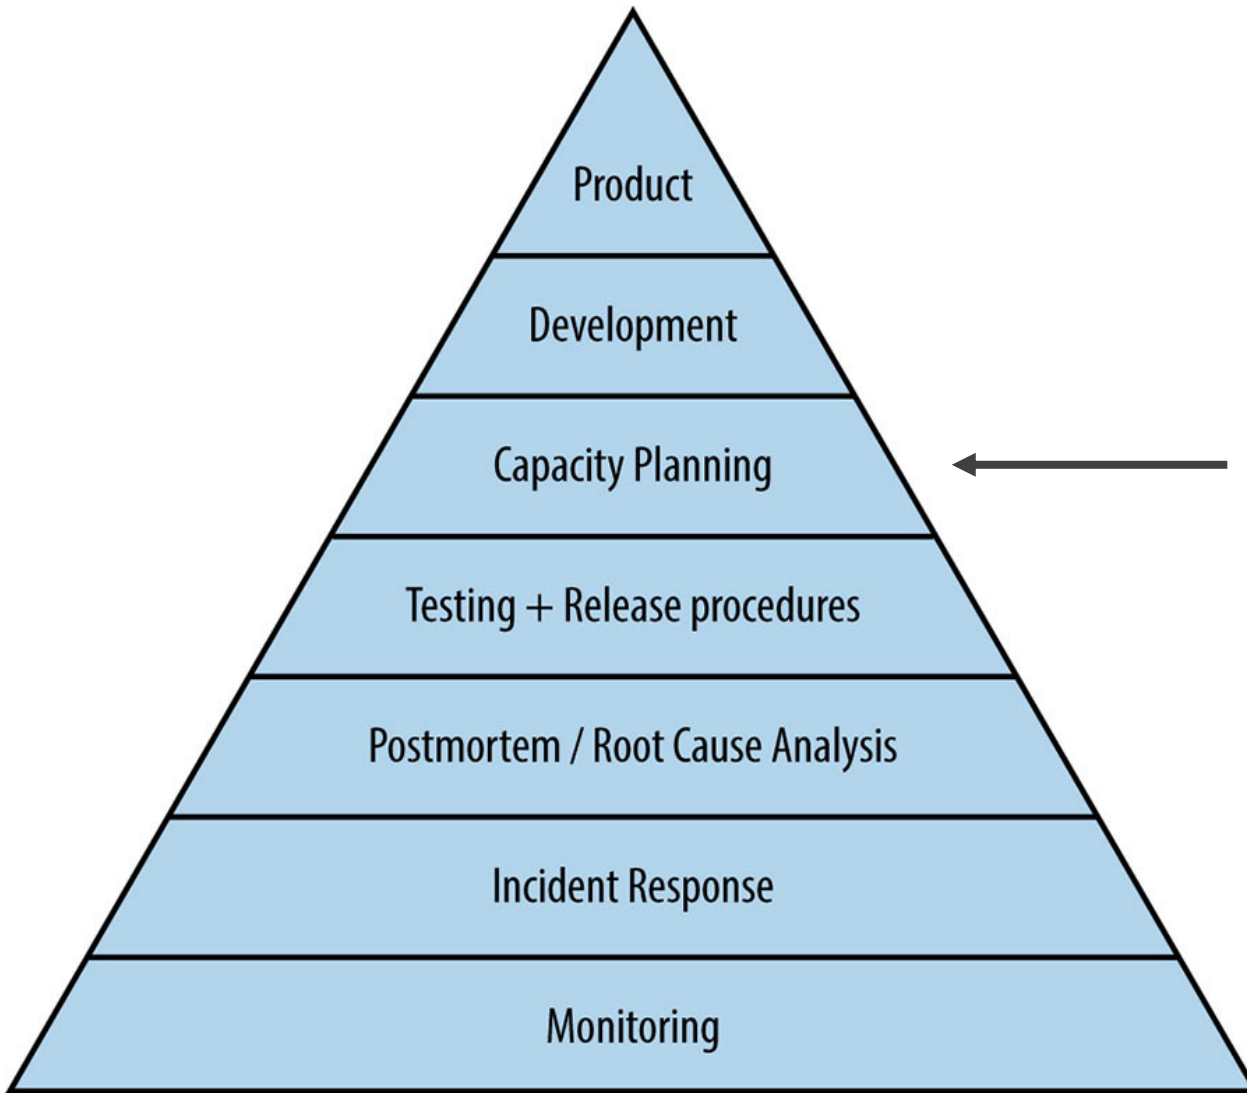 Product
Development
Capacity Planning
Testing + Release procedures
Postmortem / Root Cause Analysis
Incident Response
Monitoring